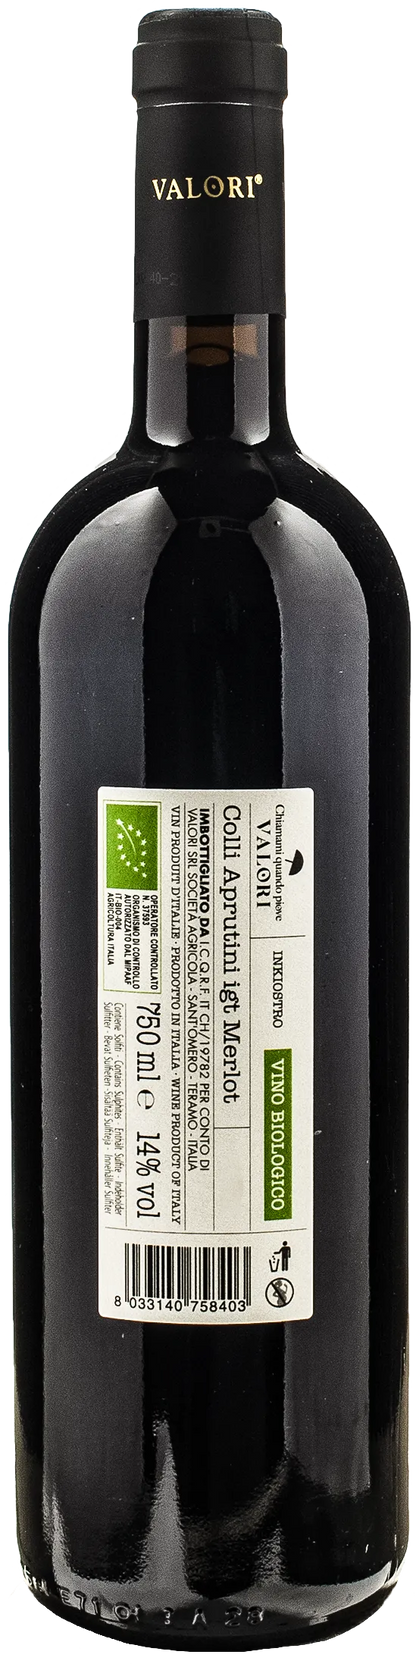 VALORI®
Chiamami quando piove
VALORI
INKIOSTRO
VINO BIOLOGICO
Colli Aprutini igt Merlot
IMBOTTIGLIATO DA I.C.Q.R.F. IT CH/19782 PER CONTO DI
VALORI SRL SOCIETÀ AGRICOLA · SANT'OMERO · TERAMO · ITALIA
VIN PRODUIT D'ITALIE · PRODOTTO IN ITALIA · WINE PRODUCT OF ITALY
750 ml e 14% vol
OPERATORE CONTROLLATO
N. 37593
ORGANISMO DI CONTROLLO
AUTORIZZATO DAL MIPAAF
IT-BIO-004
AGRICOLTURA ITALIA
Contiene Solfiti - Contains Sulphites - Enthält Sulfite - Indeholder
Sulfitter - Bevat Sulfieten - Sisältää Sulfiitteja - Innehåller Sulfiter
8 033140 758403